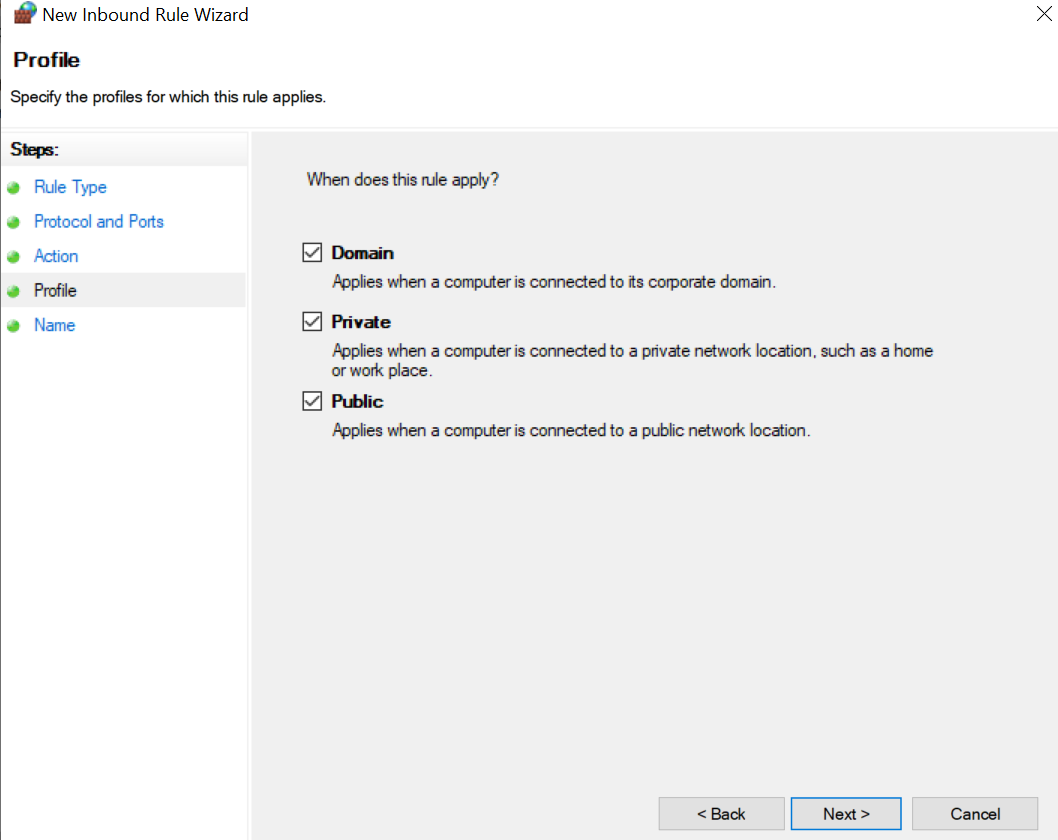 New Inbound Rule Wizard
Profile
Specify the profiles for which this rule applies.
Steps:
Rule Type
Protocol and Ports
Action
Profile
Name
When does this rule apply?
Domain
Applies when a computer is connected to its corporate domain.
Private
Applies when a computer is connected to a private network location, such as a home
or work place.
Public
Applies when a computer is connected to a public network location.
< Back
Next >
Cancel